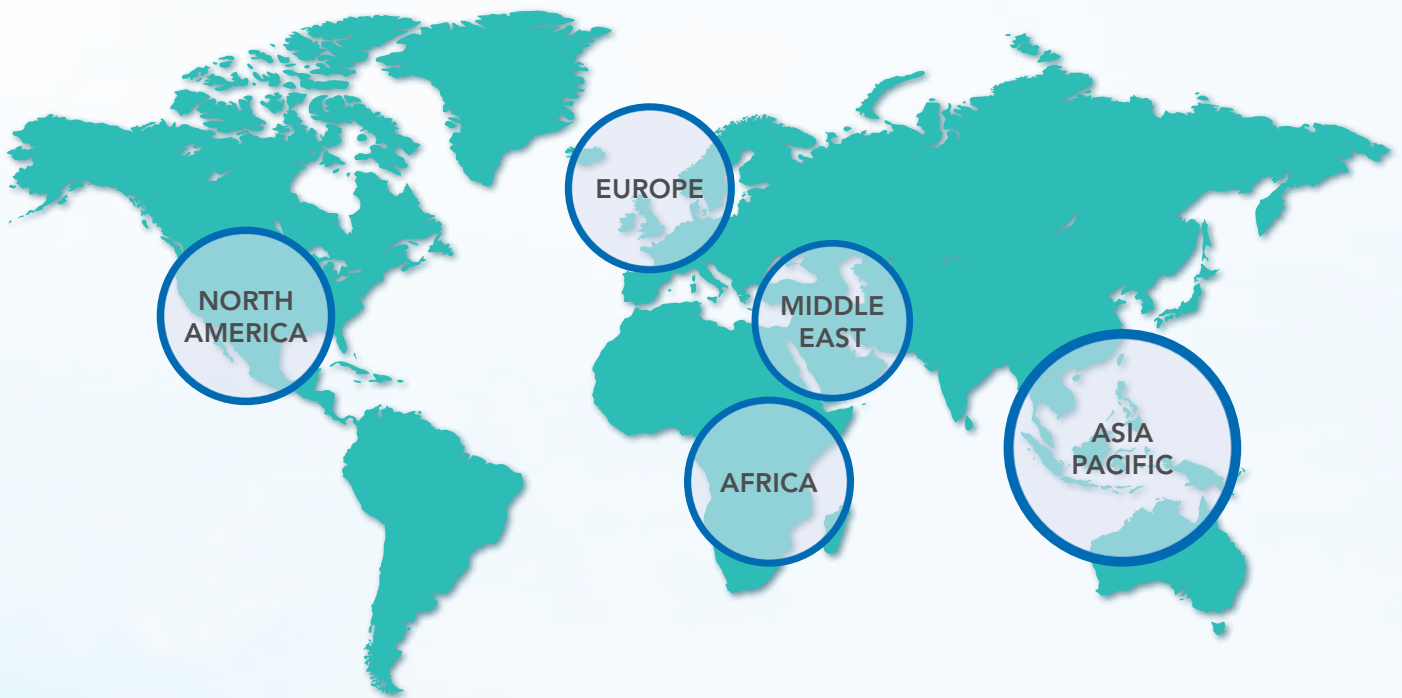 EUROPE
NORTH
AMERICA
MIDDLE
EAST
ASIA
PACIFIC
AFRICA